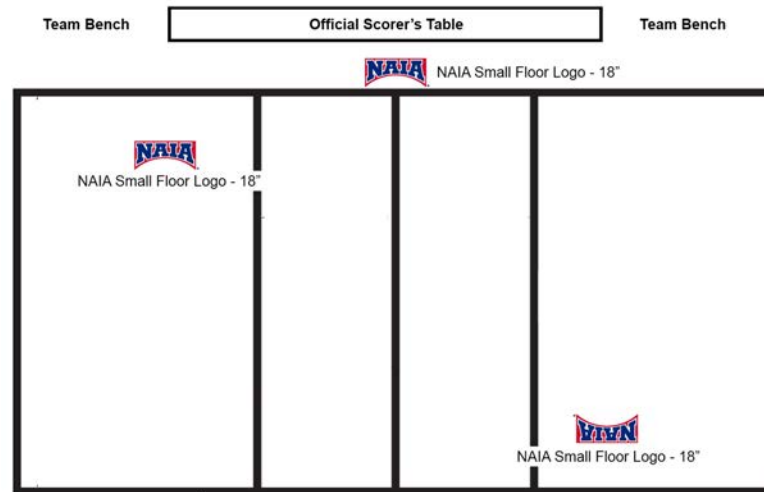 Team Bench
Official Scorer's Table
Team Bench
NAIA
NAIA Small Floor Logo - 18”
NAIA
NAIA Small Floor Logo - 18”
NAIA
NAIA Small Floor Logo - 18”